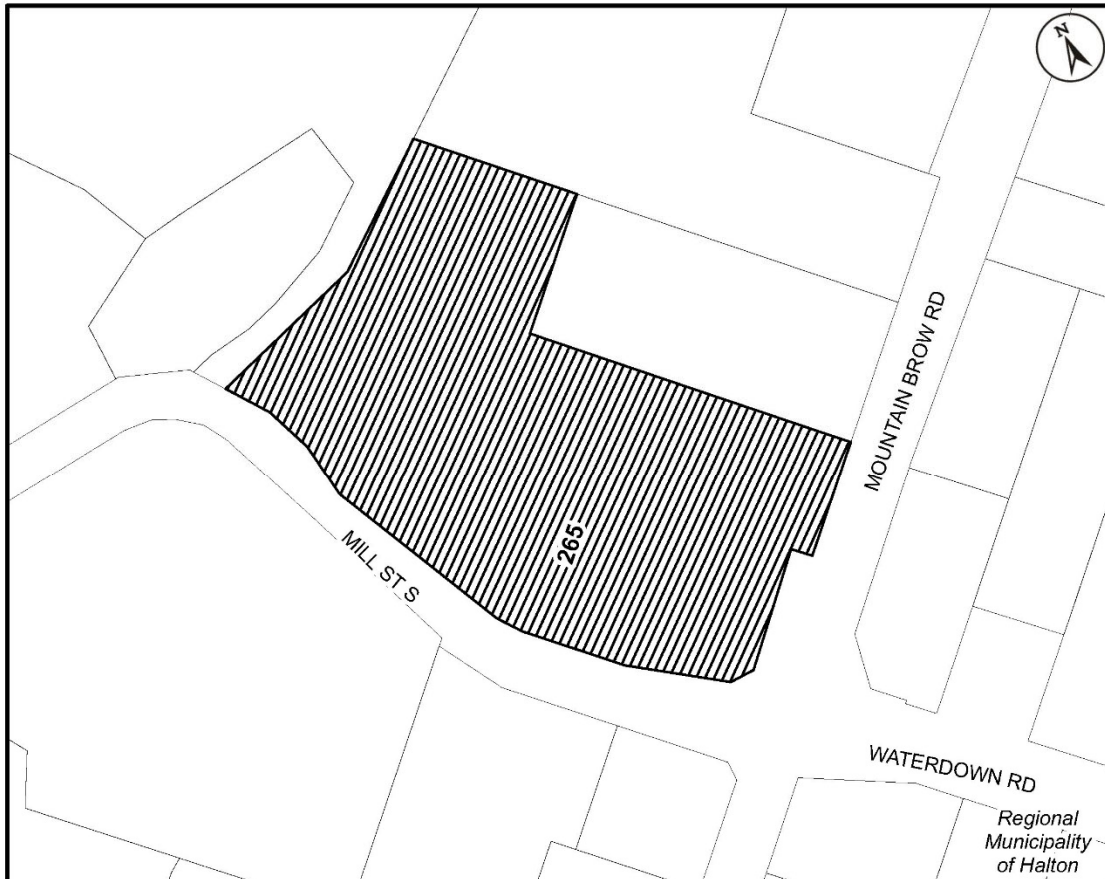 N
MOUNTAIN BROW RD
265
MILL ST S
WATERDOWN RD
Regional
Municipality
of Halton